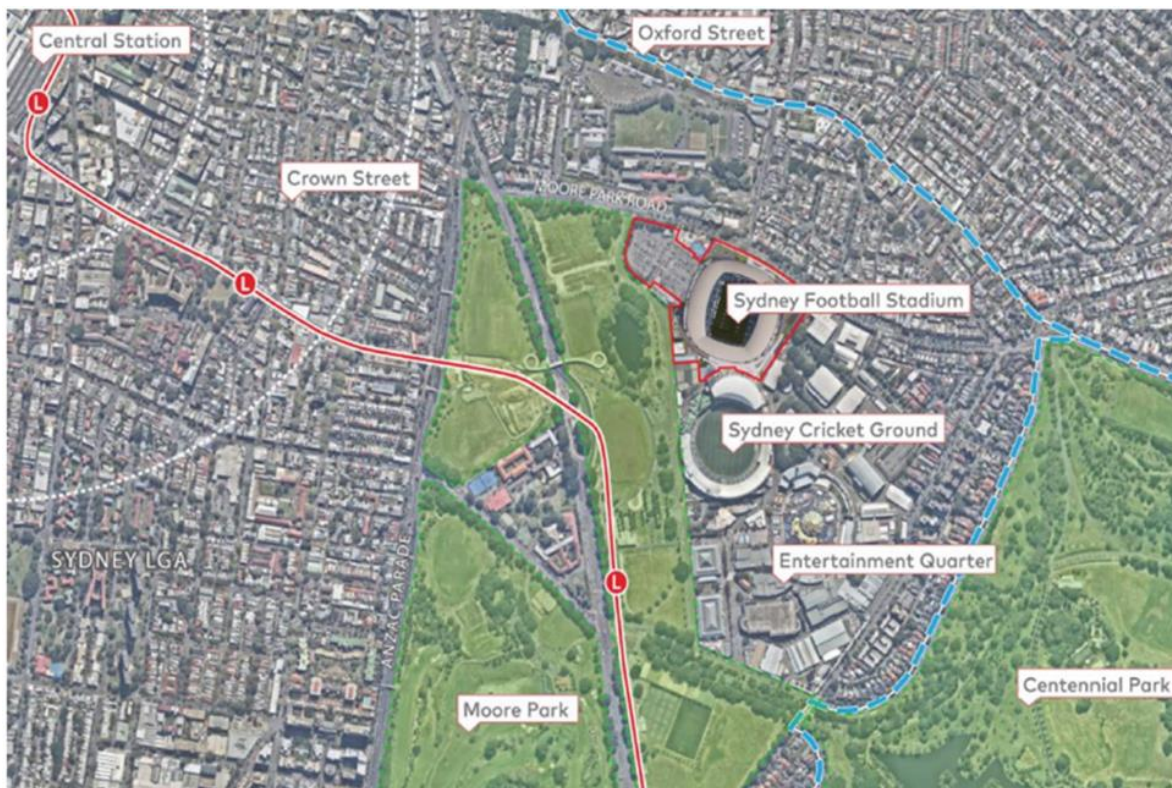 Central Station
Oxford Street
L
Crown Street
MOORE PARK ROAD
L
Sydney Football Stadium
Sydney Cricket Ground
SYDNEY LGA
Entertainment Quarter
L
ANZAC PARADE
Centennial Park
Moore Park